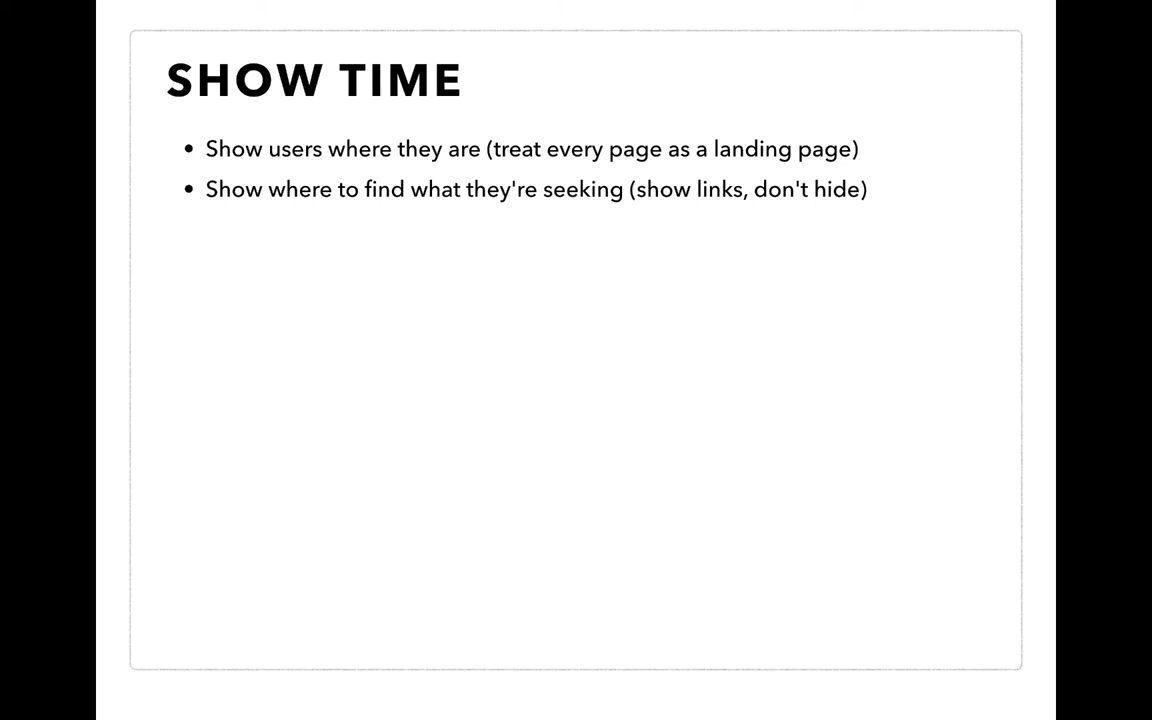 SHOW TIME
• Show users where they are (treat every page as a landing page)
• Show where to find what they're seeking (show links, don't hide)